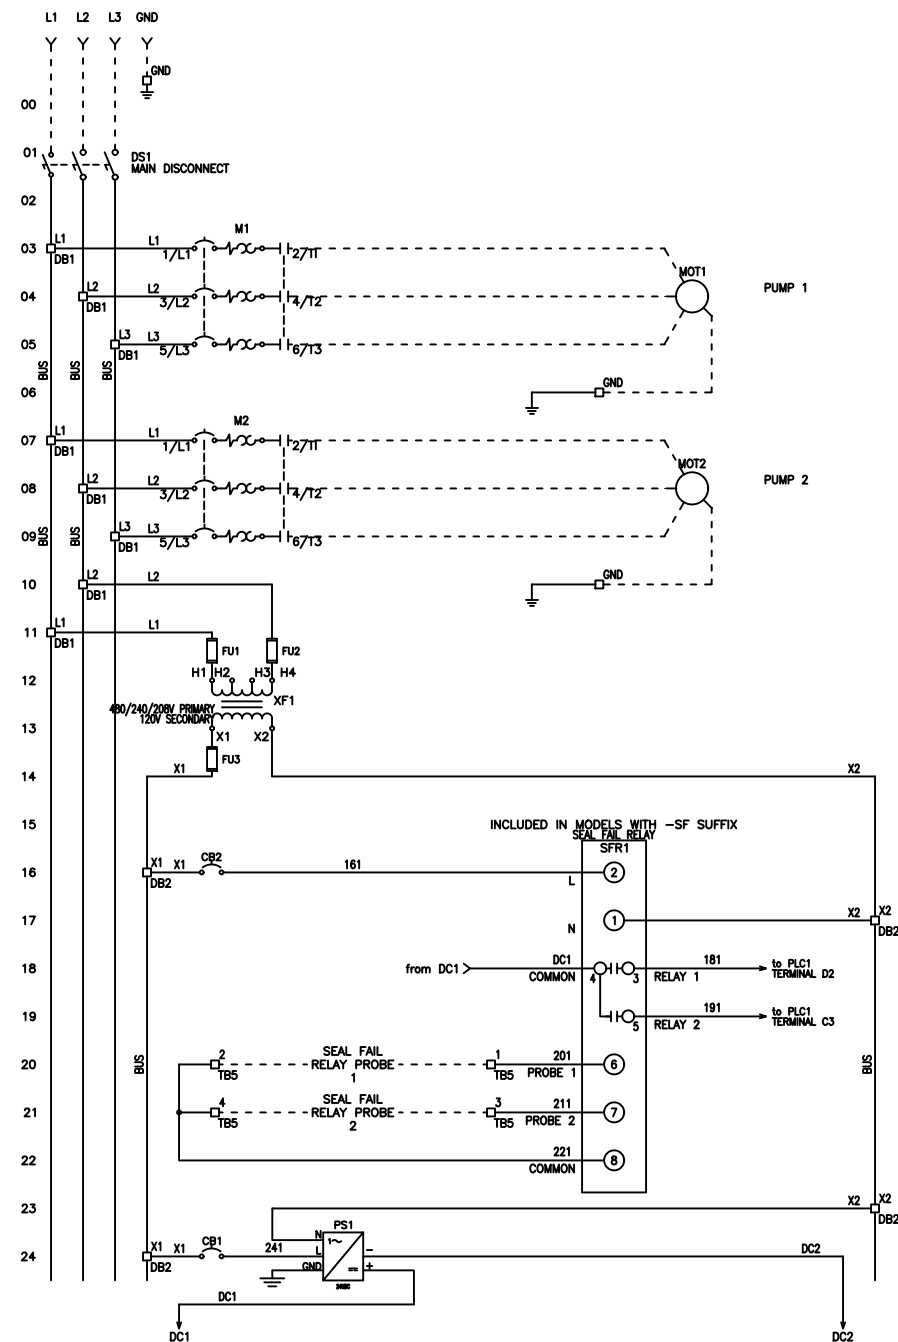 L1 L2 L3 GND
GND
00
01 DS1
MAIN DISCONNECT
02
M1
03 L1 DB1 L1 1/L1 2/T1
MOT1
PUMP 1
04 L2 DB1 L2 3/L2 4/T2
05 L3 DB1 L3 5/L3 6/T3
BUS BUS BUS
06 GND
M2
07 L1 DB1 L1 1/L1 2/T1
MOT2
PUMP 2
08 L2 DB1 L2 3/L2 4/T2
09 L3 DB1 L3 5/L3 6/T3
BUS BUS
10 L2 DB1 L2 GND
11 L1 DB1 L1
FU1 FU2
12 H1 H2 H3 H4
XF1
480/240/208V PRIMARY
120V SECONDARY
13 X1 X2
FU3
14 X1 X2
15 INCLUDED IN MODELS WITH -SF SUFFIX
SEAL FAIL RELAY
SFR1
16 X1 DB2 X1 CB2 161 L 2
17 N 1 X2 X2 DB2
18 from DC1 DC1 COMMON 4 3 181 RELAY 1 to PLC1
TERMINAL D2
19 5 191 RELAY 2 to PLC1
TERMINAL C3
BUS BUS
20 2 TB5 SEAL FAIL
RELAY PROBE
1
1 TB5 201 PROBE 1 6
21 4 TB5 SEAL FAIL
RELAY PROBE
2
3 TB5 211 PROBE 2 7
22 221 COMMON 8
23 X2 X2 DB2
PS1
24 X1 DB2 X1 CB1 241 N L GND 1~ - + DC2
DC1
DC1 DC2